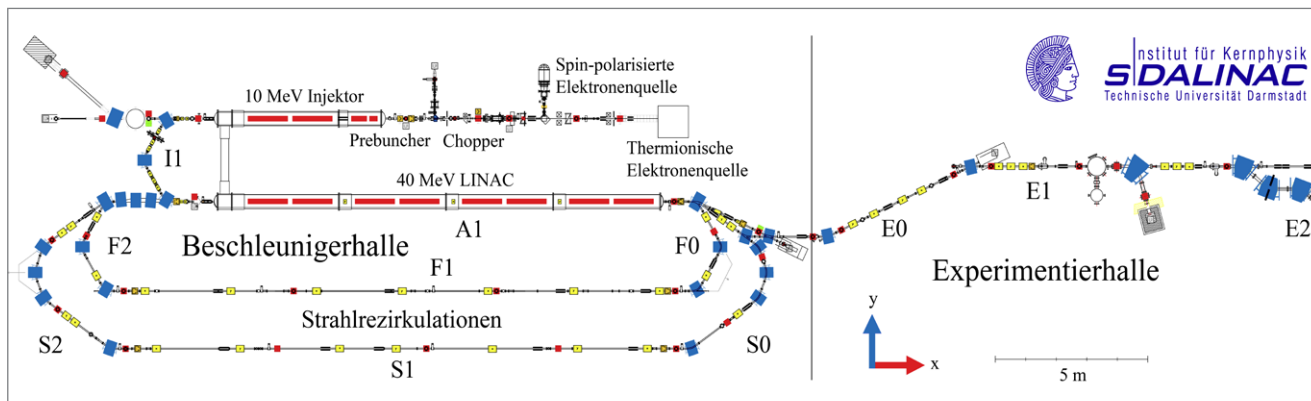 Institut für Kernphysik
S-DALINAC
Technische Universität Darmstadt
Spin-polarisierte
Elektronenquelle
10 MeV Injektor
Prebuncher
Chopper
Thermionische
Elektronenquelle
I1
40 MeV LINAC
A1
E1
E0
E2
F2
Beschleunigerhalle
F0
F1
Experimentierhalle
Strahlrezirkulationen
S2
S1
S0
y
x
5 m